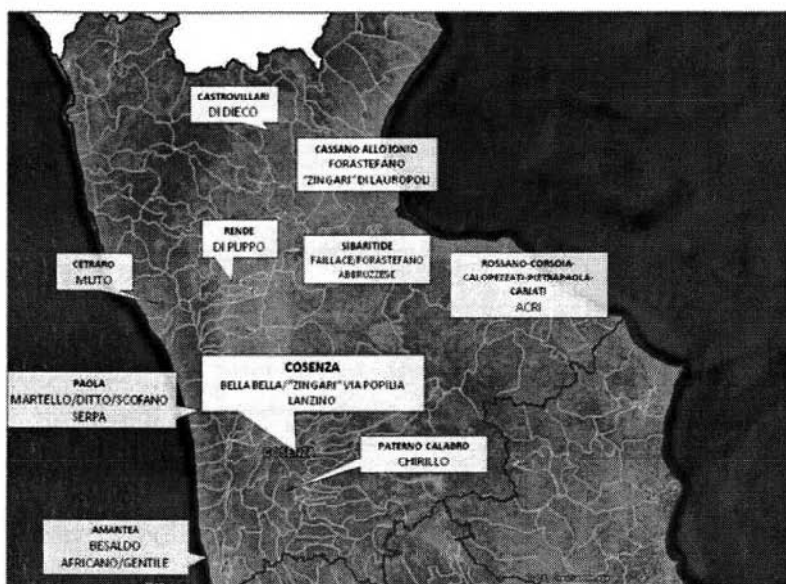 CASTROVILLARI
DI DIECO
CASSANO ALLO IONIO
FORASTEFANO
"ZINGARI" DI LAUROPOLI
RENDE
DI PUPPO
SIBARITIDE
FAILLACE/FORASTEFANO
ABBRUZZESE
CETRARO
MUTO
ROSSANO-CORSOIA-
CALOPEZZATI-PIETRAPAOLA-
CARIATI
ACRI
COSENZA
BELLA BELLA/"ZINGARI" VIA POPILIA
LANZINO
PAOLA
MARTELLO/DITTO/SCOFANO
SERPA
COSENZA
PATERNO CALABRO
CHIRILLO
AMANTEA
BESALDO
AFRICANO/GENTILE